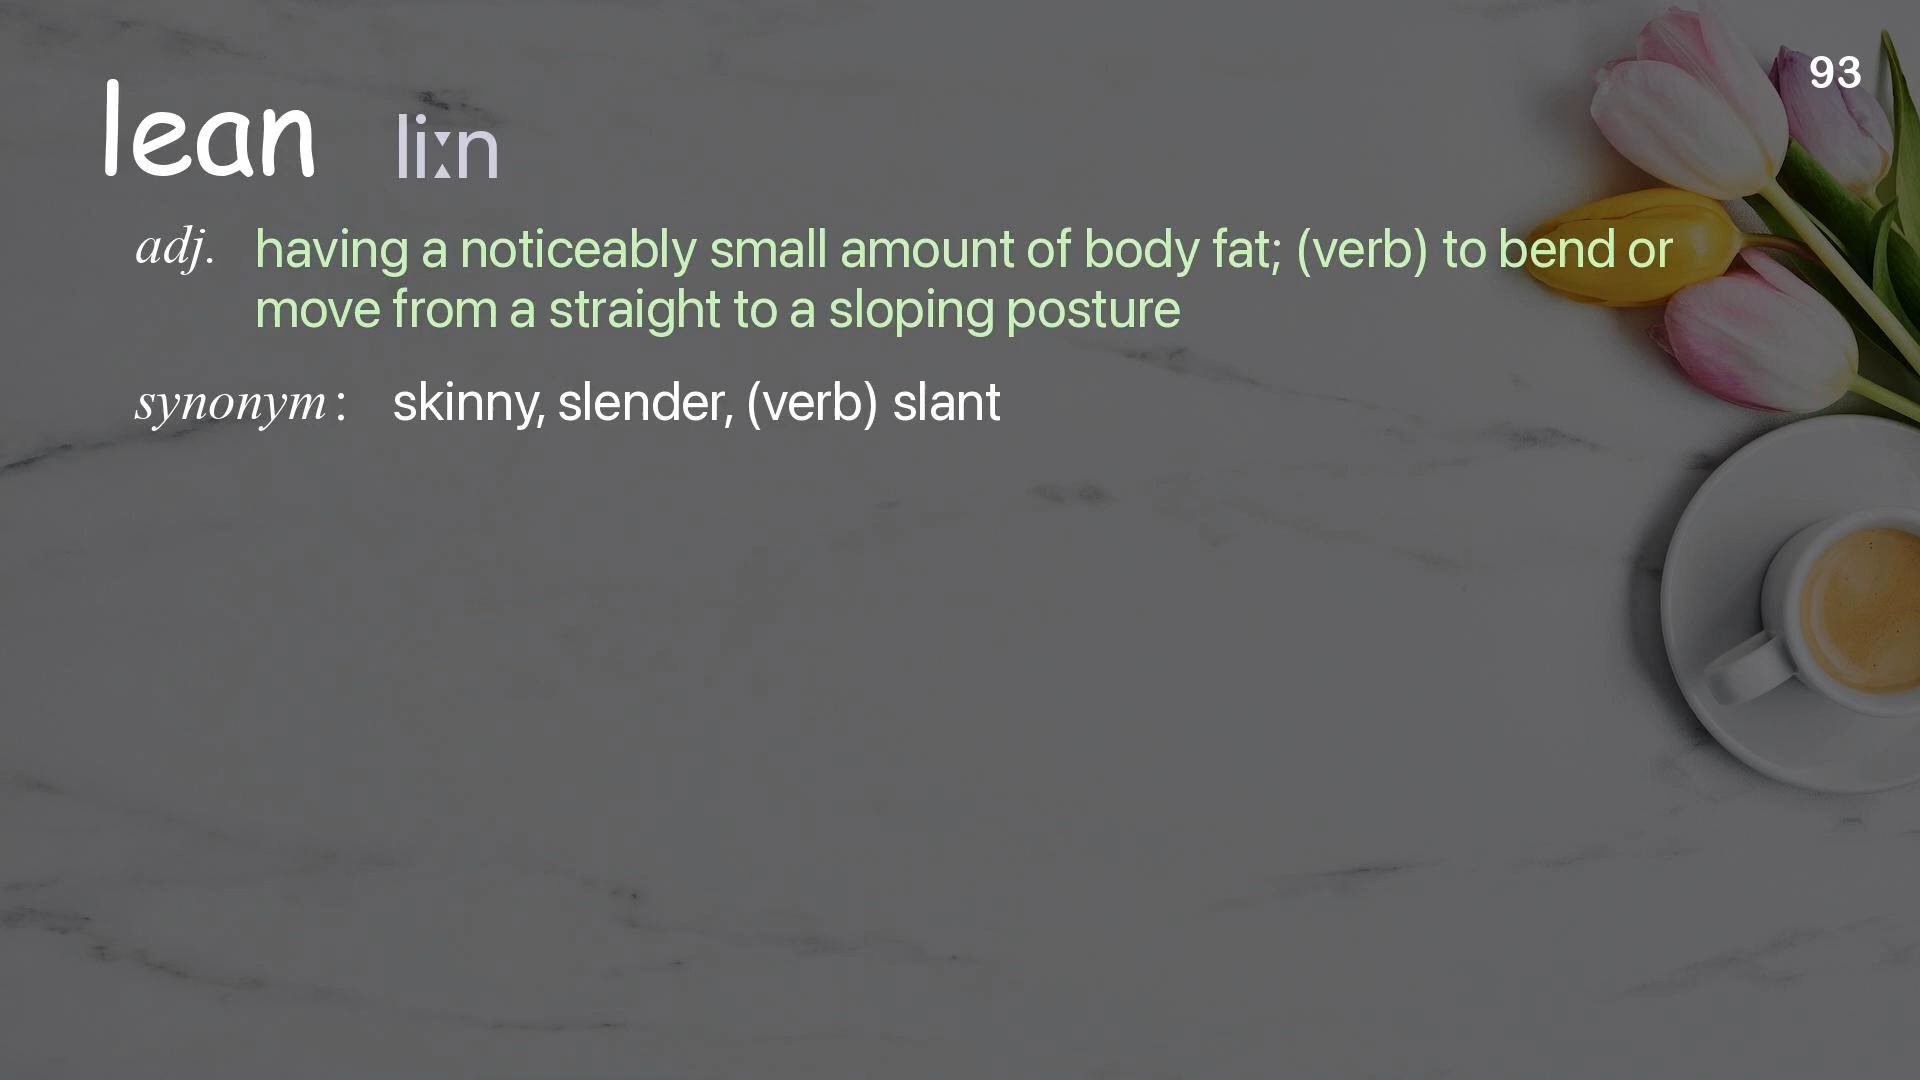 93
lean liːn
adj. having a noticeably small amount of body fat; (verb) to bend or
move from a straight to a sloping posture
synonym: skinny, slender, (verb) slant